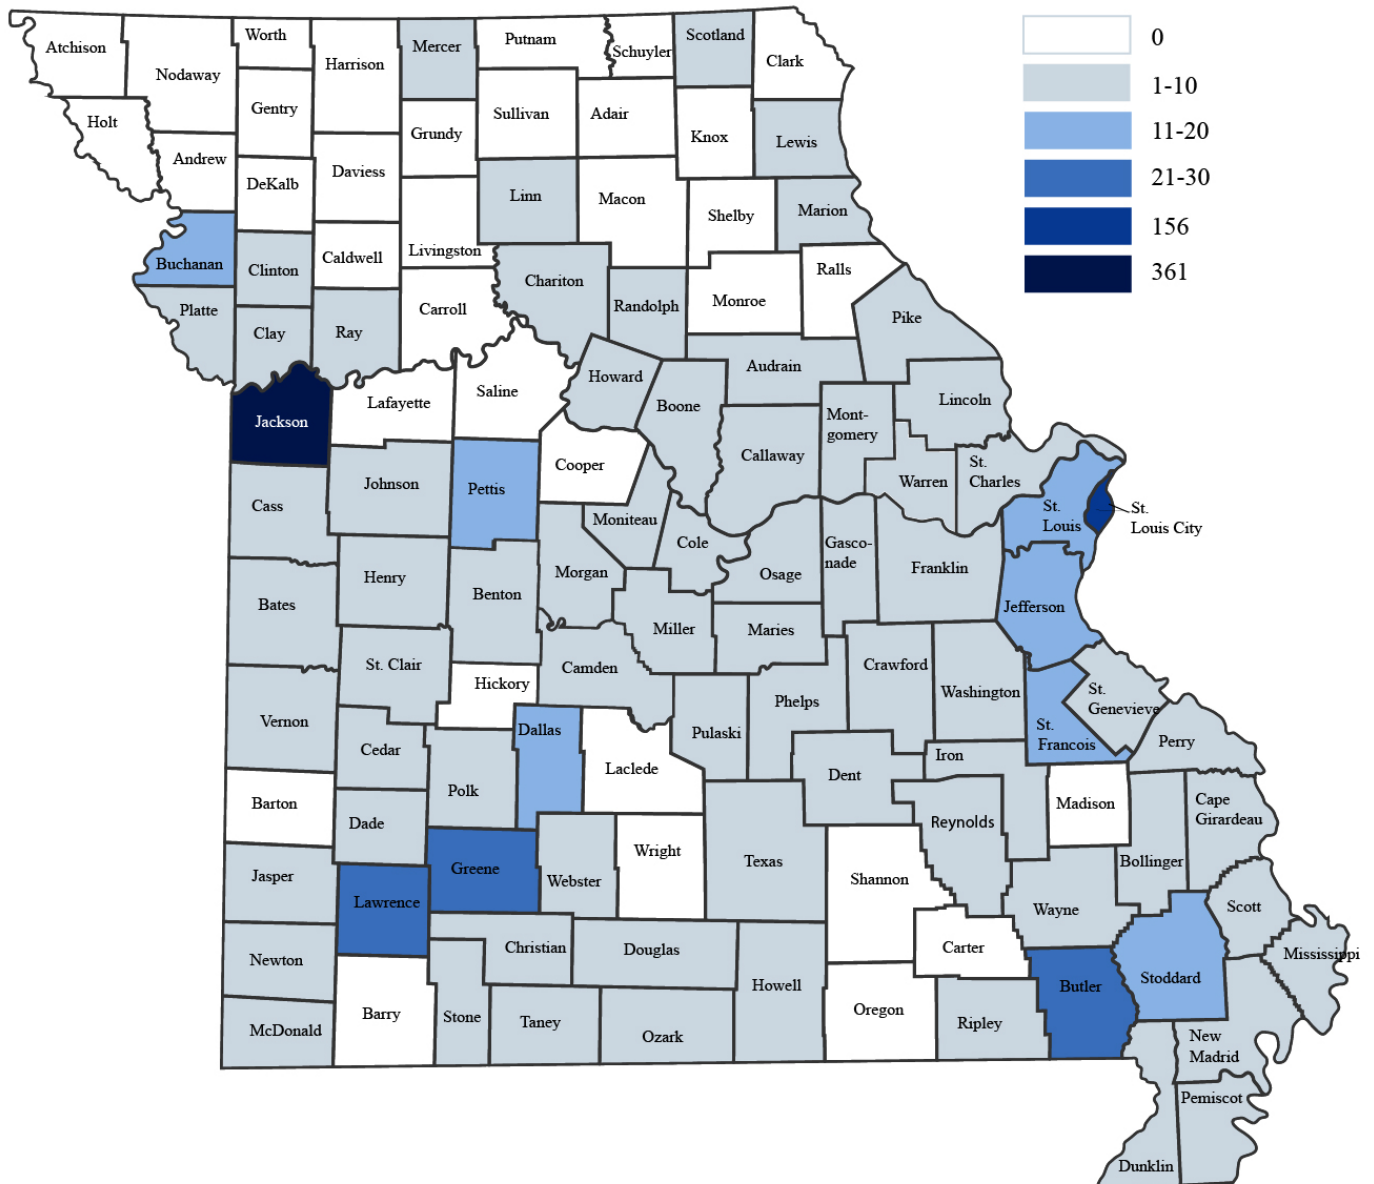 Atchison
Nodaway
Worth
Harrison
Mercer
Putnam
Schuyler
Scotland
Clark
0
1-10
11-20
21-30
156
361
Holt
Andrew
Gentry
DeKalb
Daviess
Grundy
Sullivan
Adair
Knox
Lewis
Buchanan
Clinton
Caldwell
Livingston
Linn
Macon
Shelby
Marion
Platte
Clay
Ray
Carroll
Chariton
Randolph
Monroe
Ralls
Pike
Jackson
Lafayette
Saline
Howard
Boone
Audrain
Mont-
gomery
Lincoln
Cass
Johnson
Pettis
Cooper
Moniteau
Cole
Callaway
Warren
St.
Charles
St.
Louis
St.
Louis City
Bates
Henry
Benton
Morgan
Miller
Osage
Gasco-
nade
Franklin
Jefferson
Maries
Vernon
St. Clair
Hickory
Camden
Pulaski
Phelps
Crawford
Washington
St.
Francois
St.
Genevieve
Perry
Barton
Cedar
Polk
Dallas
Laclede
Dent
Iron
Madison
Cape
Girardeau
Jasper
Dade
Greene
Webster
Wright
Texas
Shannon
Reynolds
Bollinger
Wayne
Scott
Mississippi
Newton
Lawrence
Christian
Douglas
Howell
Carter
Butler
Stoddard
McDonald
Barry
Stone
Taney
Ozark
Oregon
Ripley
New
Madrid
Pemiscot
Dunklin